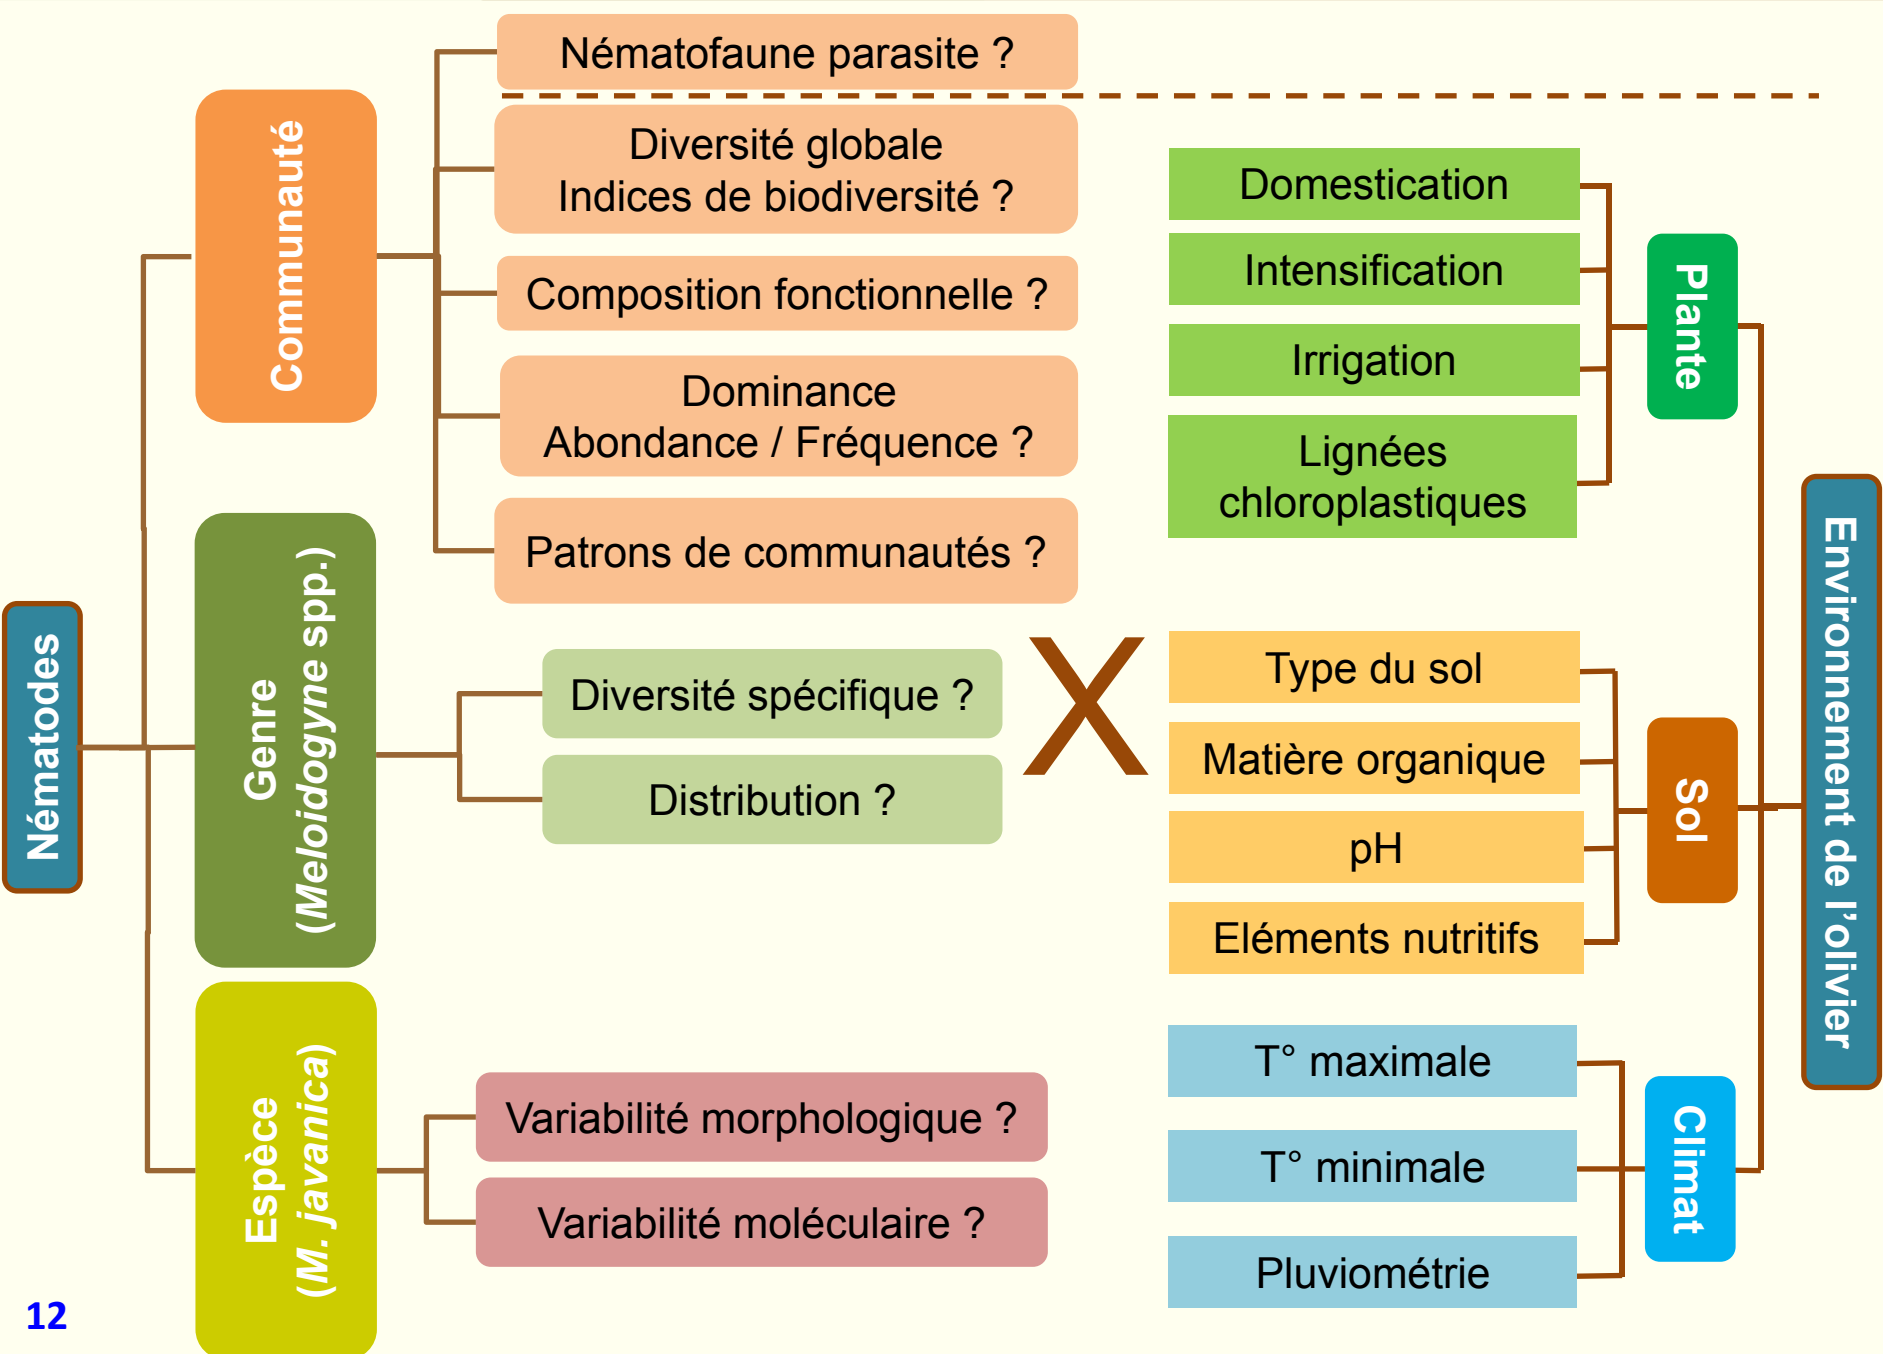 Nématodes
Communauté
Nématofaune parasite ?
Diversité globale
Indices de biodiversité ?
Composition fonctionnelle ?
Dominance
Abondance / Fréquence ?
Patrons de communautés ?
Genre
(Meloidogyne spp.)
Diversité spécifique ?
Distribution ?
Espèce
(M. javanica)
Variabilité morphologique ?
Variabilité moléculaire ?
X
Domestication
Intensification
Irrigation
Lignées
chloroplastiques
Plante
Type du sol
Matière organique
pH
Eléments nutritifs
Sol
T° maximale
T° minimale
Pluviométrie
Climat
Environnement de l’olivier
12